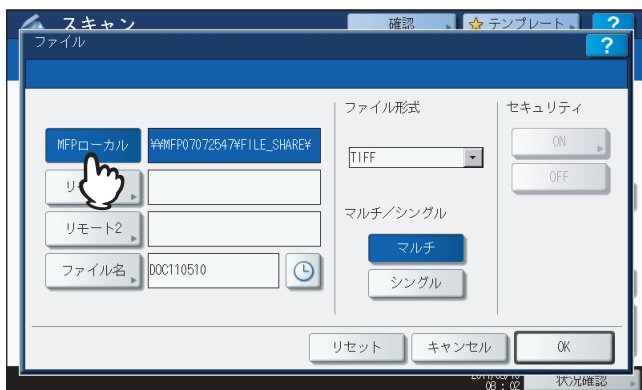 スキャン
確認
テンプレート
?
ファイル
?
ファイル形式
セキュリティ
MFPローカル
¥¥MFP07072547¥FILE_SHARE¥
TIFF
ON
OFF
リモート2
マルチ/シングル
マルチ
ファイル名
DOC110510
シングル
リセット
キャンセル
OK
08:02
状況確認